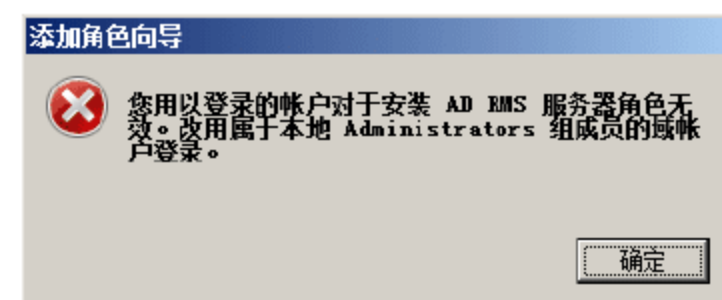 添加角色向导
您用以登录的帐户对于安装 AD RMS 服务器角色无
效。改用属于本地 Administrators 组成员的域帐
户登录。
确定